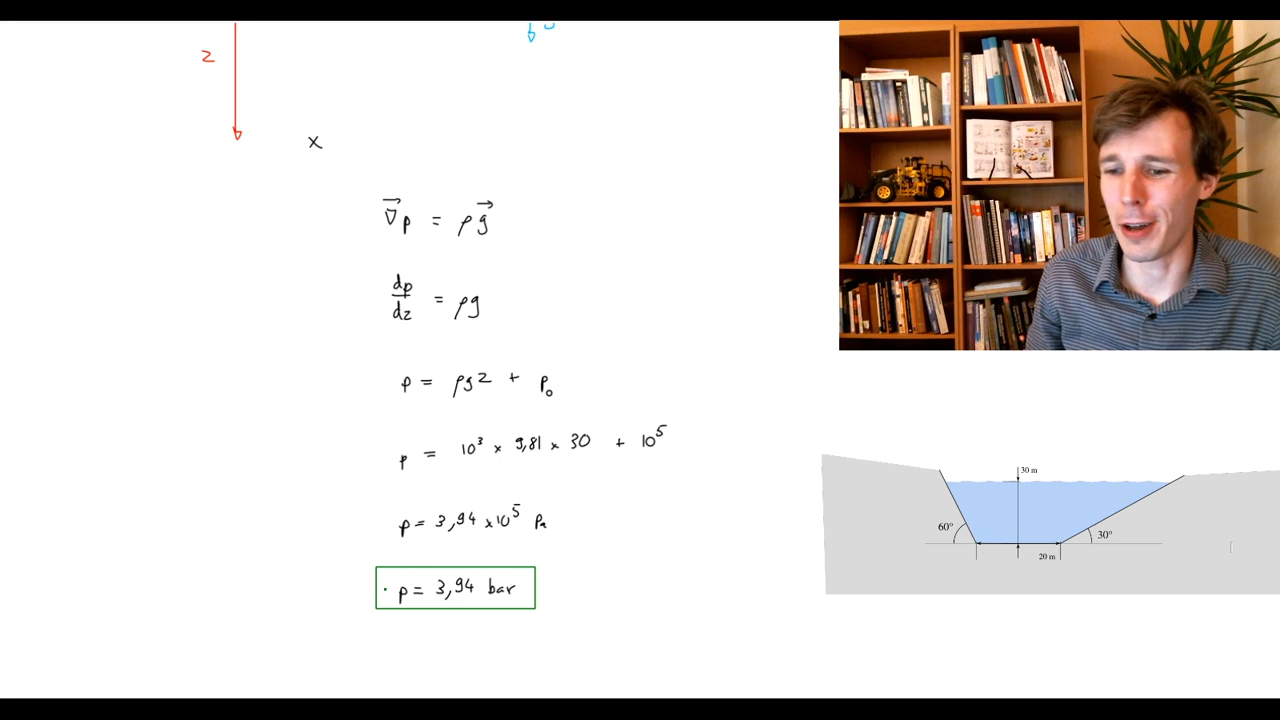 z
x
∇⃗p = ρg⃗
dp/dz = ρg
p = ρgz + p₀
p = 10³ × 9,81 × 30 + 10⁵
p = 3,94 × 10⁵ Pa
p = 3,94 bar
30 m
60°
30°
20 m